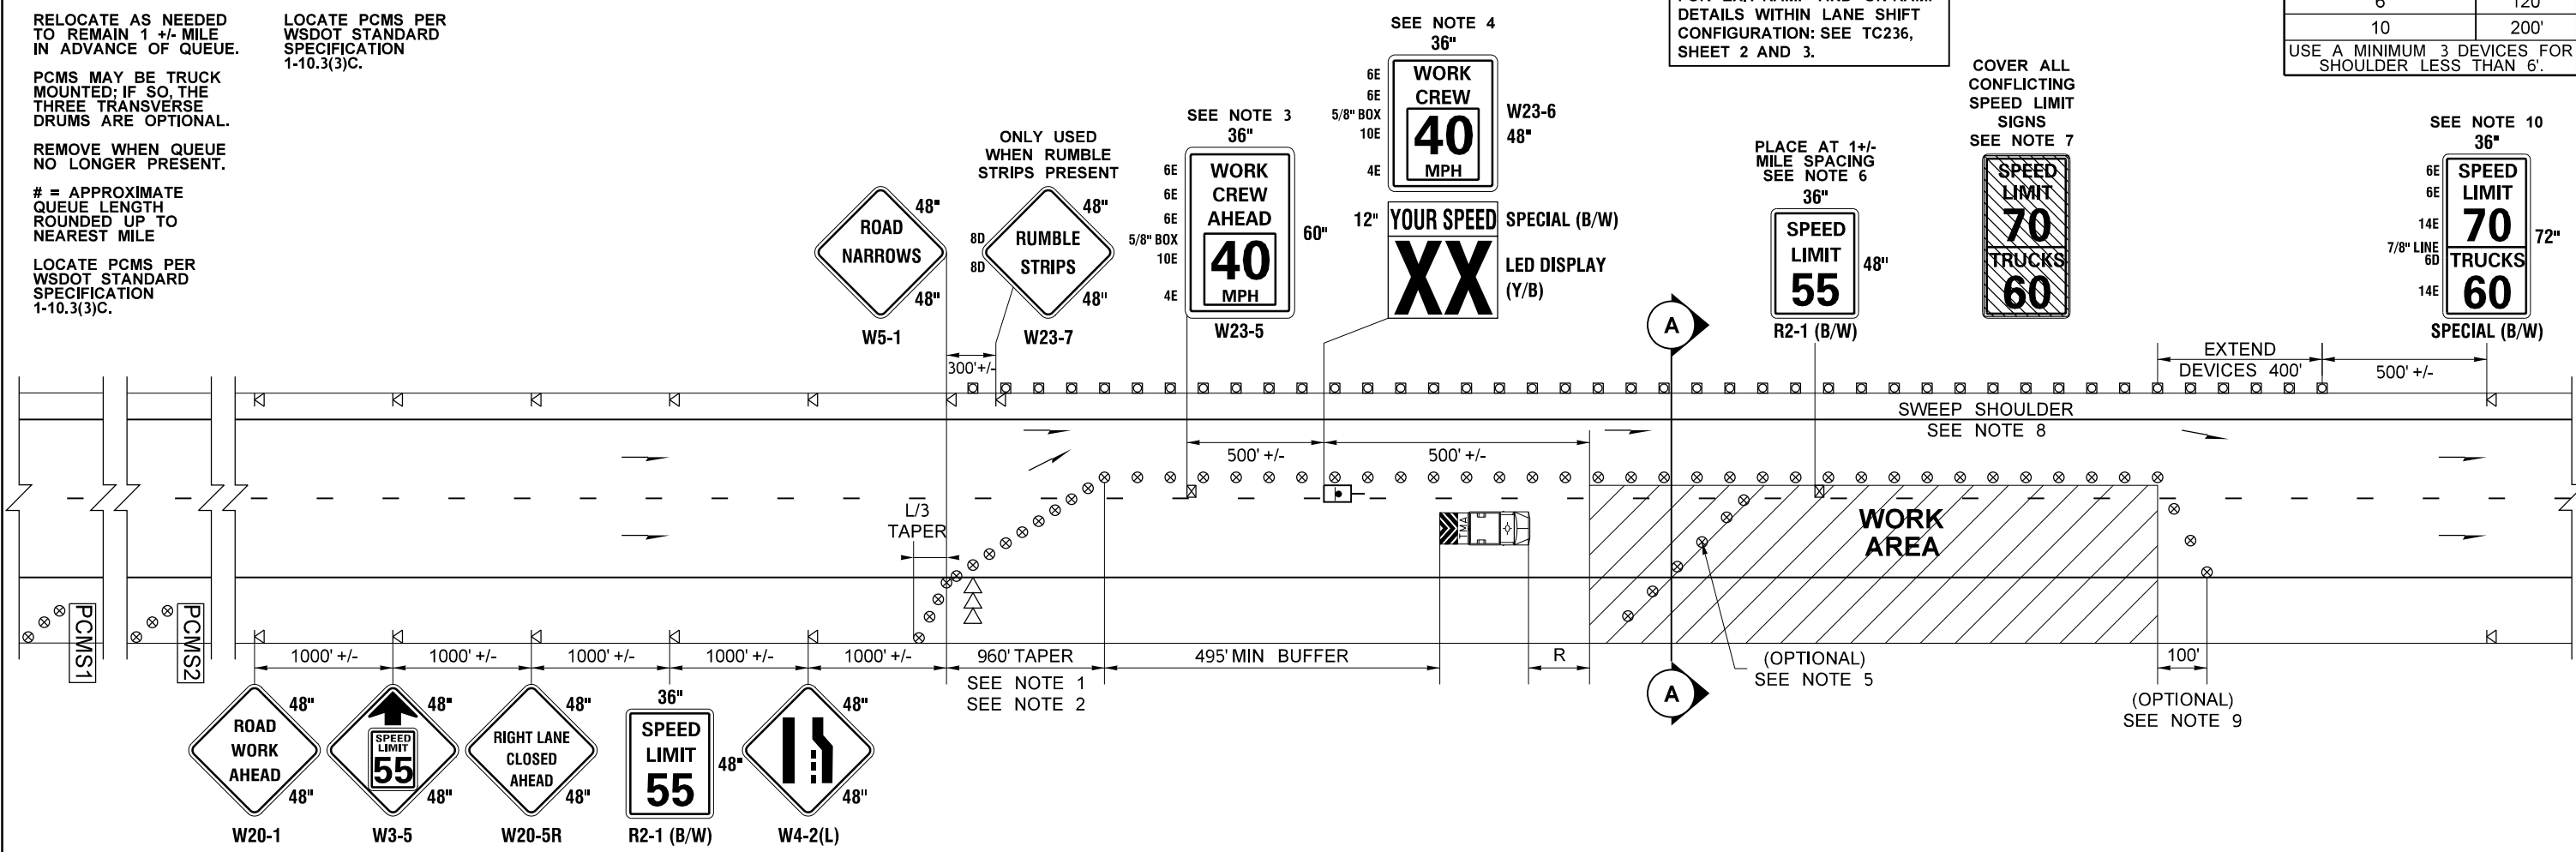 RELOCATE AS NEEDED
TO REMAIN 1 +/- MILE
IN ADVANCE OF QUEUE.
PCMS MAY BE TRUCK
MOUNTED; IF SO, THE
THREE TRANSVERSE
DRUMS ARE OPTIONAL.
REMOVE WHEN QUEUE
NO LONGER PRESENT.
# = APPROXIMATE
QUEUE LENGTH
ROUNDED UP TO
NEAREST MILE
LOCATE PCMS PER
WSDOT STANDARD
SPECIFICATION
1-10.3(3)C.
LOCATE PCMS PER
WSDOT STANDARD
SPECIFICATION
1-10.3(3)C.
ROAD
NARROWS
48"
48"
W5-1
ONLY USED
WHEN RUMBLE
STRIPS PRESENT
8D
8D
RUMBLE
STRIPS
48"
48"
W23-7
SEE NOTE 3
36"
6E
6E
6E
5/8" BOX
10E
4E
WORK
CREW
AHEAD
40
MPH
60"
W23-5
SEE NOTE 4
36"
6E
6E
5/8" BOX
10E
4E
WORK
CREW
40
MPH
W23-6
48"
12"
YOUR SPEED
SPECIAL (B/W)
XX
LED DISPLAY
(Y/B)
DETAILS WITHIN LANE SHIFT
CONFIGURATION: SEE TC236,
SHEET 2 AND 3.
PLACE AT 1+/-
MILE SPACING
SEE NOTE 6
36"
SPEED
LIMIT
55
48"
R2-1 (B/W)
COVER ALL
CONFLICTING
SPEED LIMIT
SIGNS
SEE NOTE 7
SPEED
LIMIT
70
TRUCKS
60
6 120'
10 200'
USE A MINIMUM 3 DEVICES FOR
SHOULDER LESS THAN 6'.
SEE NOTE 10
36"
6E
6E
14E
7/8" LINE
6D
14E
SPEED
LIMIT
70
TRUCKS
60
72"
SPECIAL (B/W)
300'+/-
A
EXTEND
DEVICES 400'
500' +/-
SWEEP SHOULDER
SEE NOTE 8
500' +/-
500' +/-
L/3
TAPER
TMA
WORK
AREA
PCMS1
PCMS2
1000' +/-
1000' +/-
1000' +/-
1000' +/-
1000' +/-
960' TAPER
SEE NOTE 1
SEE NOTE 2
495' MIN BUFFER
R
A
(OPTIONAL)
SEE NOTE 5
100'
(OPTIONAL)
SEE NOTE 9
ROAD
WORK
AHEAD
48"
48"
W20-1
SPEED
LIMIT
55
48"
48"
W3-5
RIGHT LANE
CLOSED
AHEAD
48"
48"
W20-5R
36"
SPEED
LIMIT
55
48"
R2-1 (B/W)
48"
48"
W4-2(L)